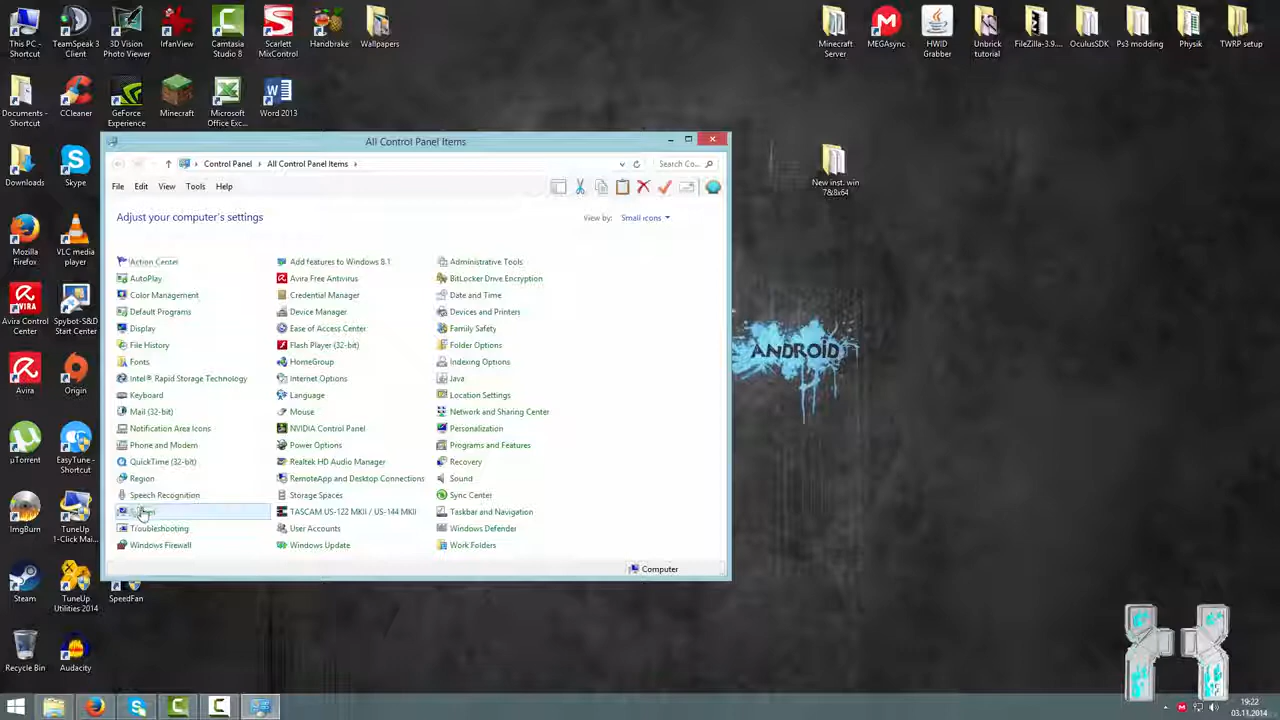 This PC - Shortcut
TeamSpeak 3 Client
3D Vision Photo Viewer
IrfanView
Camtasia Studio 8
Scarlett MixControl
Handbrake
Wallpapers
Minecraft Server
MEGAsync
HWID Grabber
Unbrick tutorial
FileZilla-3.9....
OculusSDK
Ps3 modding
Physik
TWRP setup
Documents - Shortcut
CCleaner
GeForce Experience
Minecraft
Microsoft Office Exc...
Word 2013
All Control Panel Items
Control Panel
All Control Panel Items
Search Co...
File
Edit
View
Tools
Help
Adjust your computer's settings
View by:
Small icons
Action Center
Add features to Windows 8.1
Administrative Tools
AutoPlay
Avira Free Antivirus
BitLocker Drive Encryption
Color Management
Credential Manager
Date and Time
Default Programs
Device Manager
Devices and Printers
Display
Ease of Access Center
Family Safety
File History
Flash Player (32-bit)
Folder Options
Fonts
HomeGroup
Indexing Options
Intel® Rapid Storage Technology
Internet Options
Java
Keyboard
Language
Location Settings
Mail (32-bit)
Mouse
Network and Sharing Center
Notification Area Icons
NVIDIA Control Panel
Personalization
Phone and Modem
Power Options
Programs and Features
QuickTime (32-bit)
Realtek HD Audio Manager
Recovery
Region
RemoteApp and Desktop Connections
Sound
Speech Recognition
Storage Spaces
Sync Center
TASCAM US-122 MKII / US-144 MKII
Taskbar and Navigation
Troubleshooting
User Accounts
Windows Defender
Windows Firewall
Windows Update
Work Folders
Computer
Downloads
Skype
New inst. win 7&8x64
Mozilla Firefox
VLC media player
Avira Control Center
Spybot-S&D Start Center
ANDROID
Avira
Origin
µTorrent
EasyTune - Shortcut
ImgBurn
TuneUp 1-Click Mai...
Steam
TuneUp Utilities 2014
SpeedFan
Recycle Bin
Audacity
19:22
03.11.2014